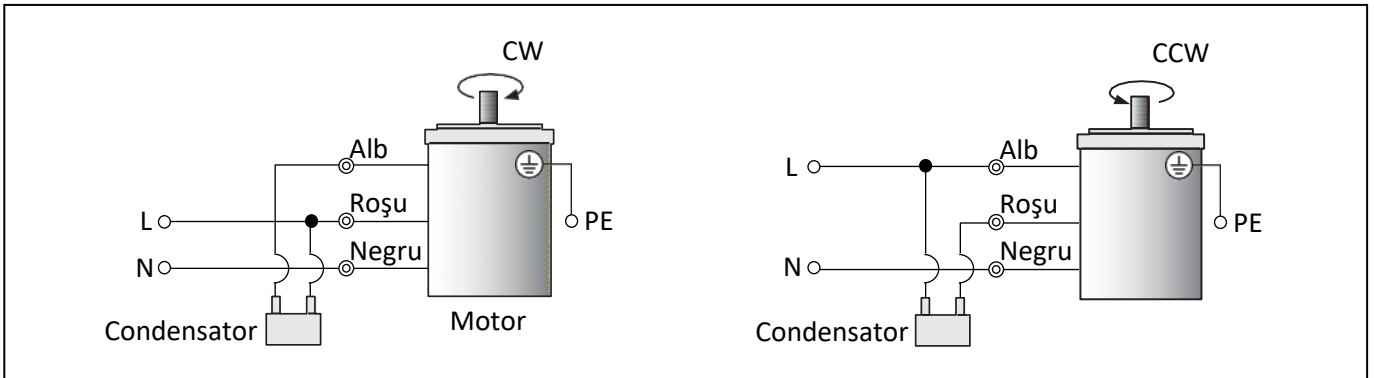 CW
Alb
Roşu
L
PE
Negru
N
Condensator
Motor
CCW
Alb
L
Roşu
PE
Negru
N
Condensator